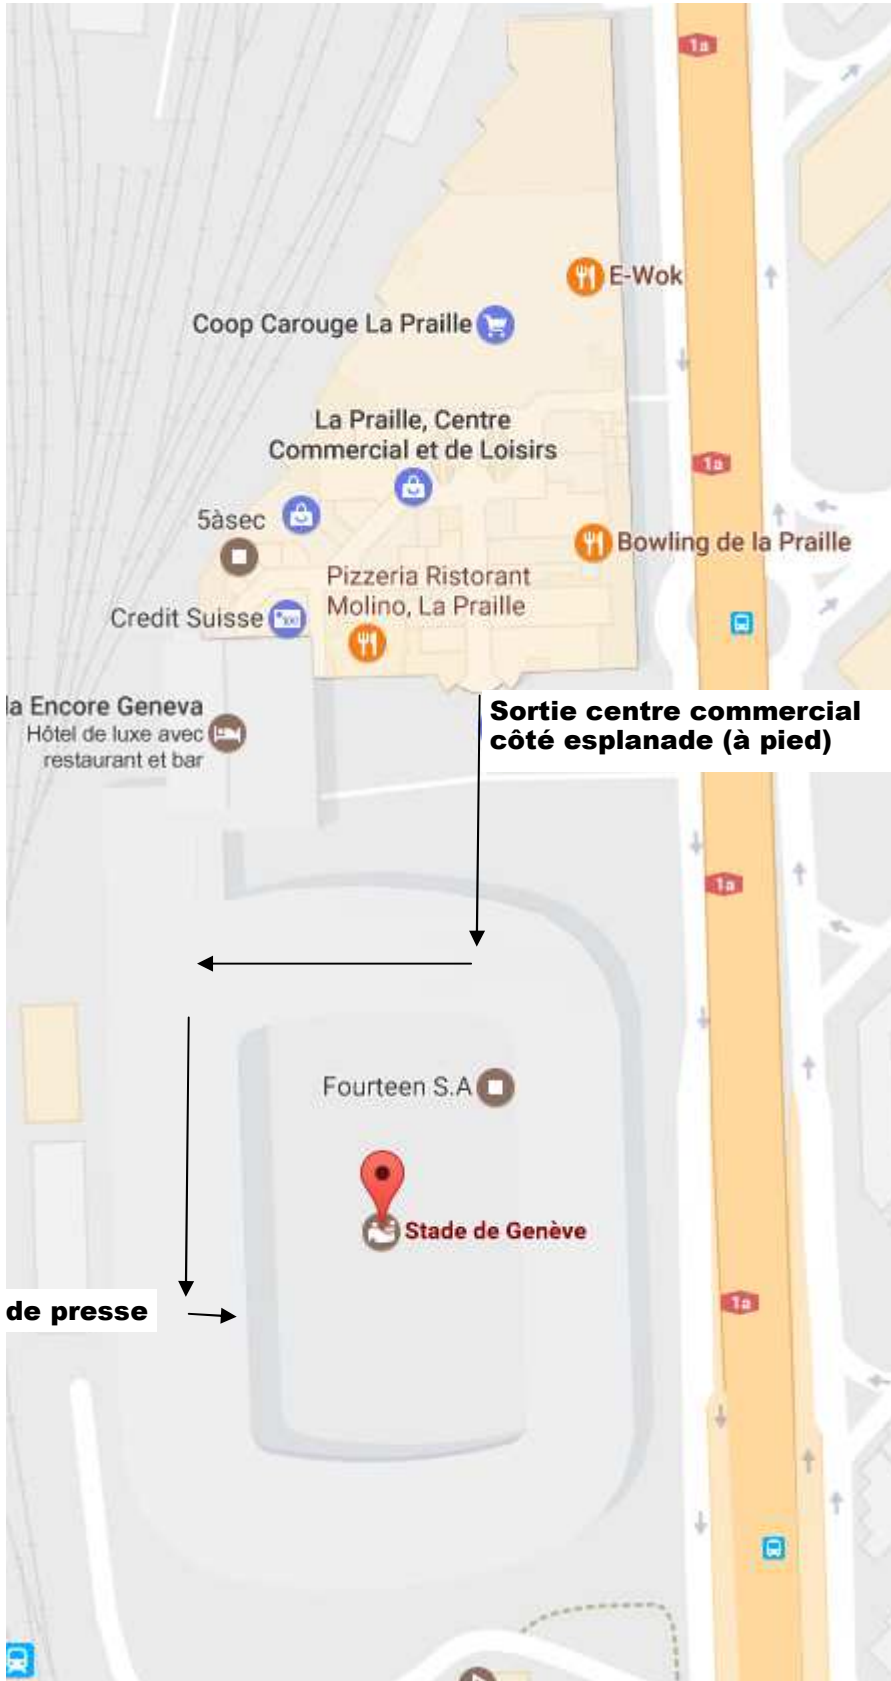 1a
E-Wok
Coop Carouge La Praille
La Praille, Centre
Commercial et de Loisirs
1a
5àsec
Bowling de la Praille
Pizzeria Ristorant
Molino, La Praille
Credit Suisse
la Encore Geneva
Hôtel de luxe avec
restaurant et bar
Sortie centre commercial
côté esplanade (à pied)
1a
Fourteen S.A
Stade de Genève
1a
de presse